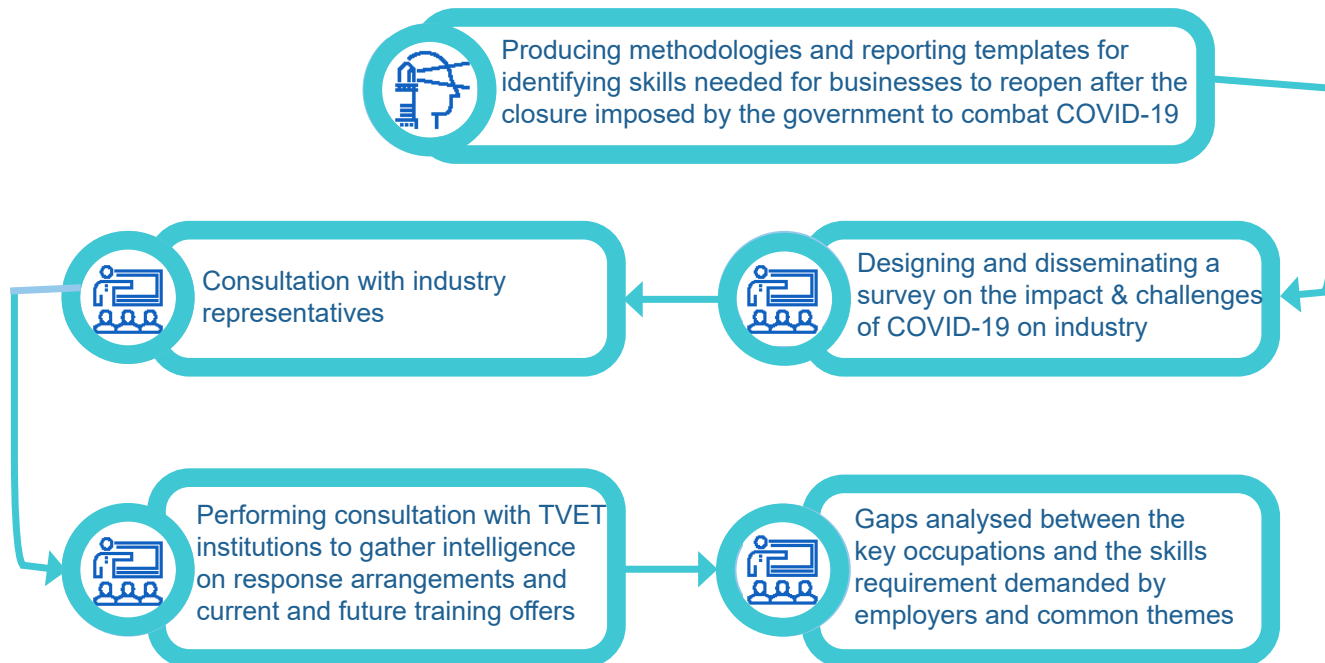 Producing methodologies and reporting templates for
identifying skills needed for businesses to reopen after the
closure imposed by the government to combat COVID-19
Designing and disseminating a
survey on the impact & challenges
of COVID-19 on industry
Consultation with industry
representatives
Performing consultation with TVET
institutions to gather intelligence
on response arrangements and
current and future training offers
Gaps analysed between the
key occupations and the skills
requirement demanded by
employers and common themes